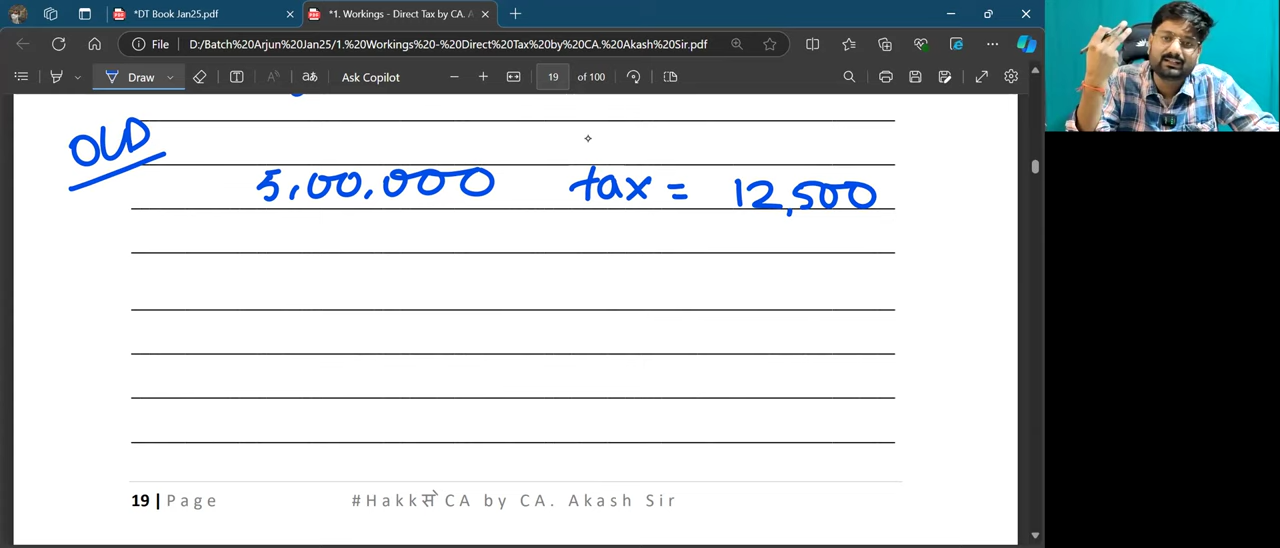 *DT Book Jan25.pdf
*1. Workings - Direct Tax by CA. A
File
D:/Batch%20Arjun%20Jan25/1.%20Workings%20-%20Direct%20Tax%20by%20CA.%20Akash%20Sir.pdf
Draw
aあ
Ask Copilot
19 of 100
OLD
5,00,000 tax = 12,500
19 | Page #Hakkसे CA by CA. Akash Sir